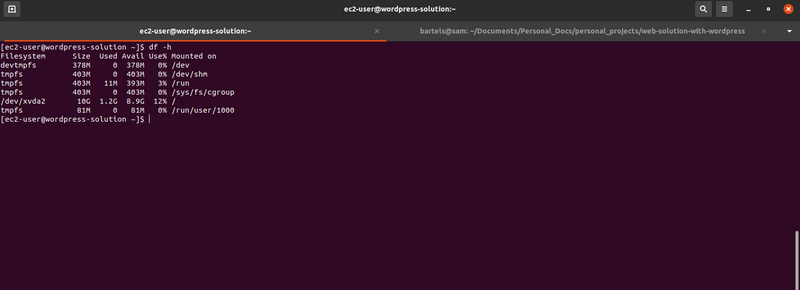 ec2-user@wordpress-solution:~
ec2-user@wordpress-solution:~
bartels@sam: ~/Documents/Personal_Docs/personal_projects/web-solution-with-wordpress
[ec2-user@wordpress-solution ~]$ df -h
Filesystem Size Used Avail Use% Mounted on
devtmpfs 378M 0 378M 0% /dev
tmpfs 403M 0 403M 0% /dev/shm
tmpfs 403M 11M 393M 3% /run
tmpfs 403M 0 403M 0% /sys/fs/cgroup
/dev/xvda2 10G 1.2G 8.9G 12% /
tmpfs 81M 0 81M 0% /run/user/1000
[ec2-user@wordpress-solution ~]$